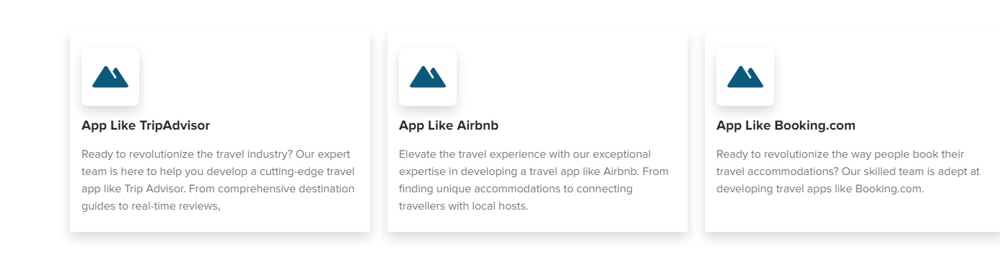 App Like TripAdvisor
Ready to revolutionize the travel industry? Our expert
team is here to help you develop a cutting-edge travel
app like Trip Advisor. From comprehensive destination
guides to real-time reviews,
App Like Airbnb
Elevate the travel experience with our exceptional
expertise in developing a travel app like Airbnb. From
finding unique accommodations to connecting
travellers with local hosts.
App Like Booking.com
Ready to revolutionize the way people book their
travel accommodations? Our skilled team is adept at
developing travel apps like Booking.com.